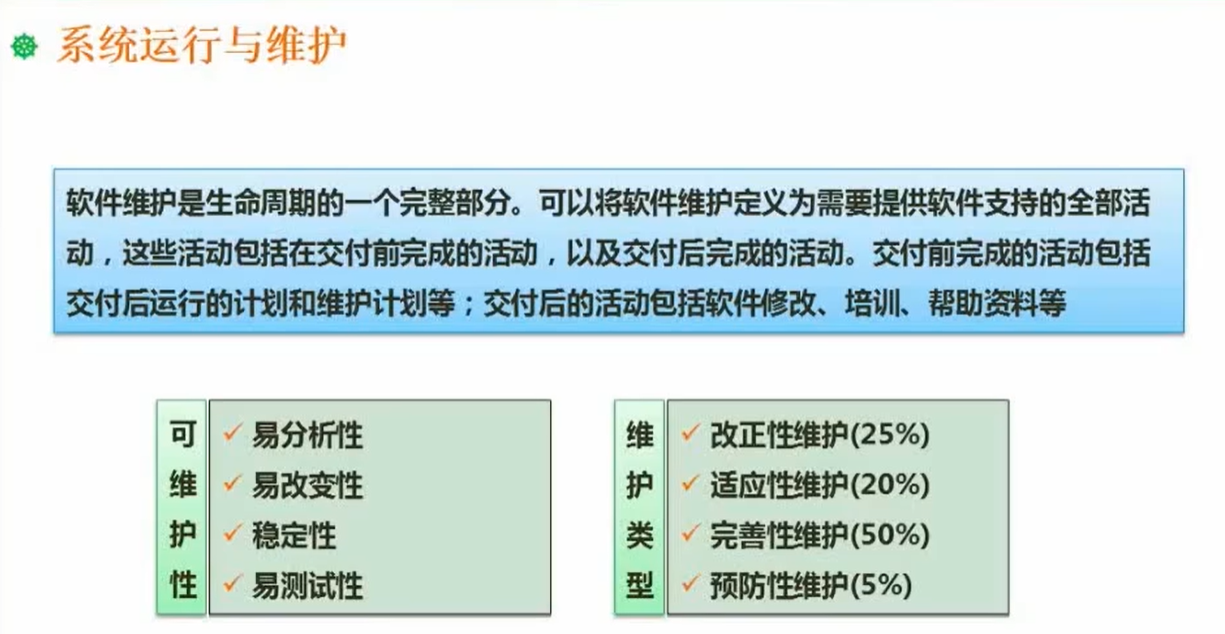 系统运行与维护
软件维护是生命周期的一个完整部分。可以将软件维护定义为需要提供软件支持的全部活
动，这些活动包括在交付前完成的活动，以及交付后完成的活动。交付前完成的活动包括
交付后运行的计划和维护计划等；交付后的活动包括软件修改、培训、帮助资料等
可维护性
易分析性
易改变性
稳定性
易测试性
维护类型
改正性维护(25%)
适应性维护(20%)
完善性维护(50%)
预防性维护(5%)